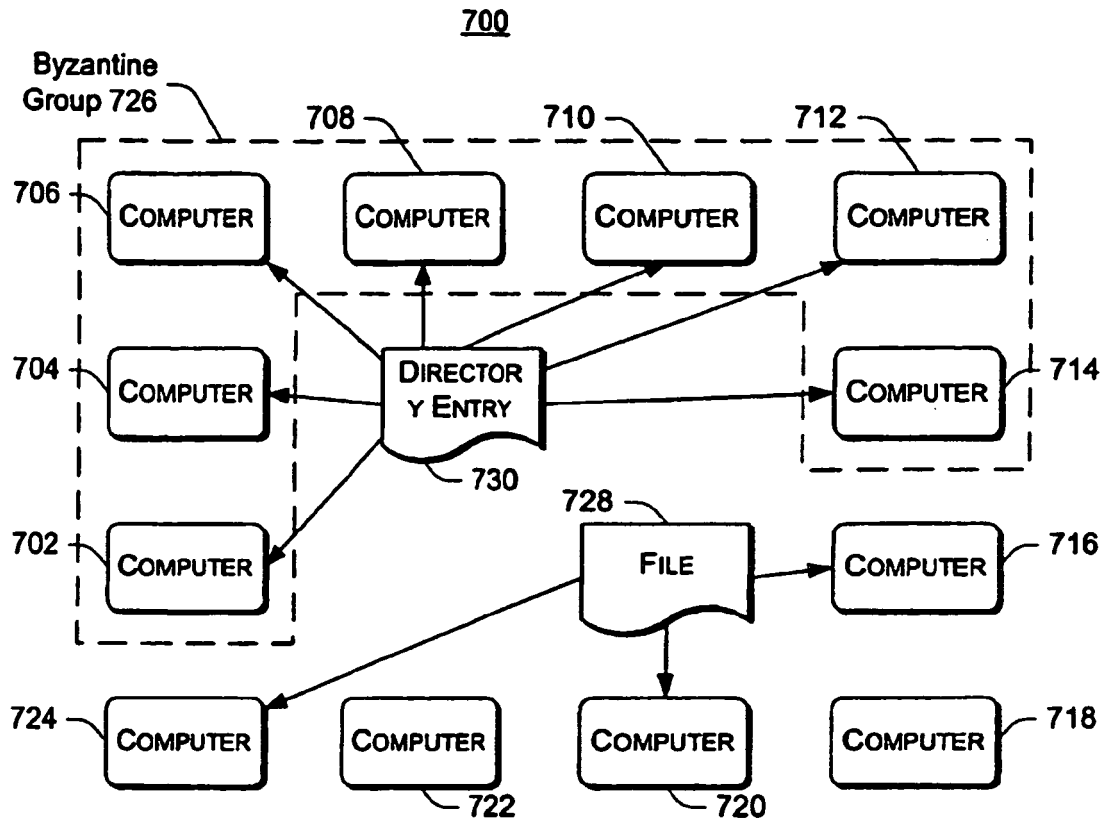 700
Byzantine
Group 726
708
710
712
706
COMPUTER
COMPUTER
COMPUTER
COMPUTER
704
COMPUTER
DIRECTOR
Y ENTRY
COMPUTER
714
730
728
702
COMPUTER
FILE
COMPUTER
716
724
COMPUTER
COMPUTER
COMPUTER
COMPUTER
718
722
720